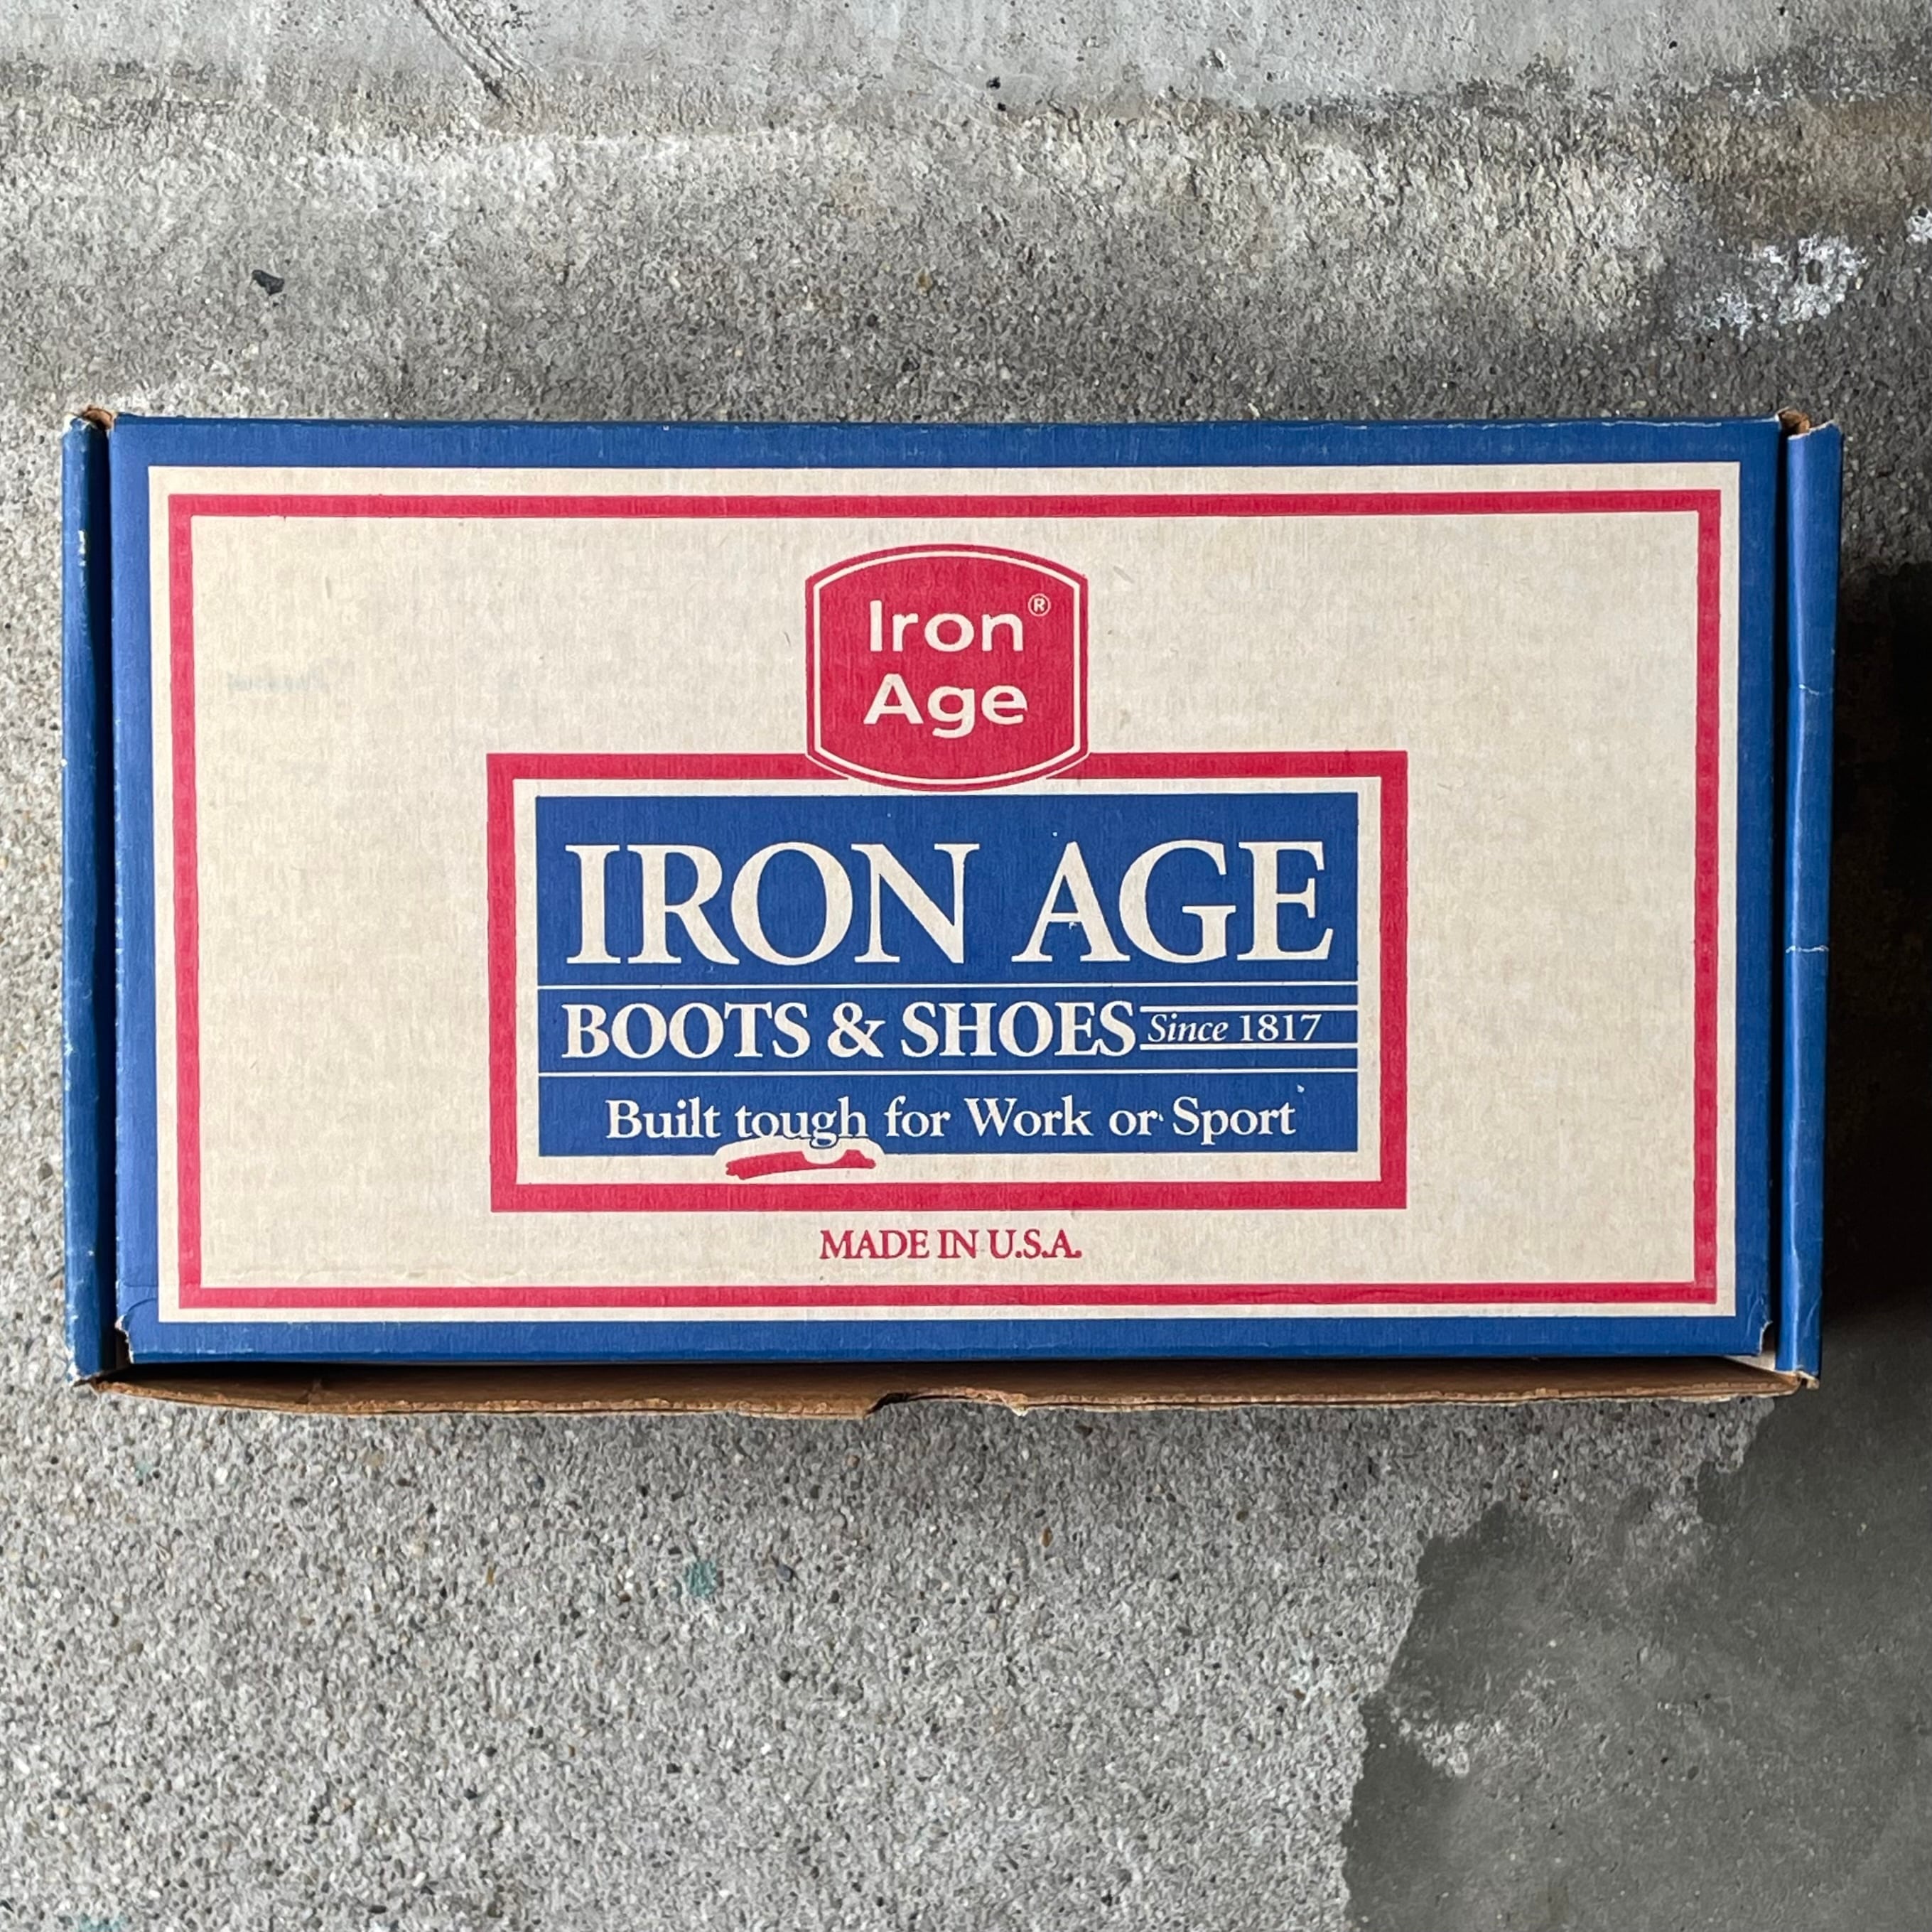 Iron®
Age
IRON AGE
BOOTS & SHOES Since 1817
Built tough for Work or Sport
MADE IN U.S.A.